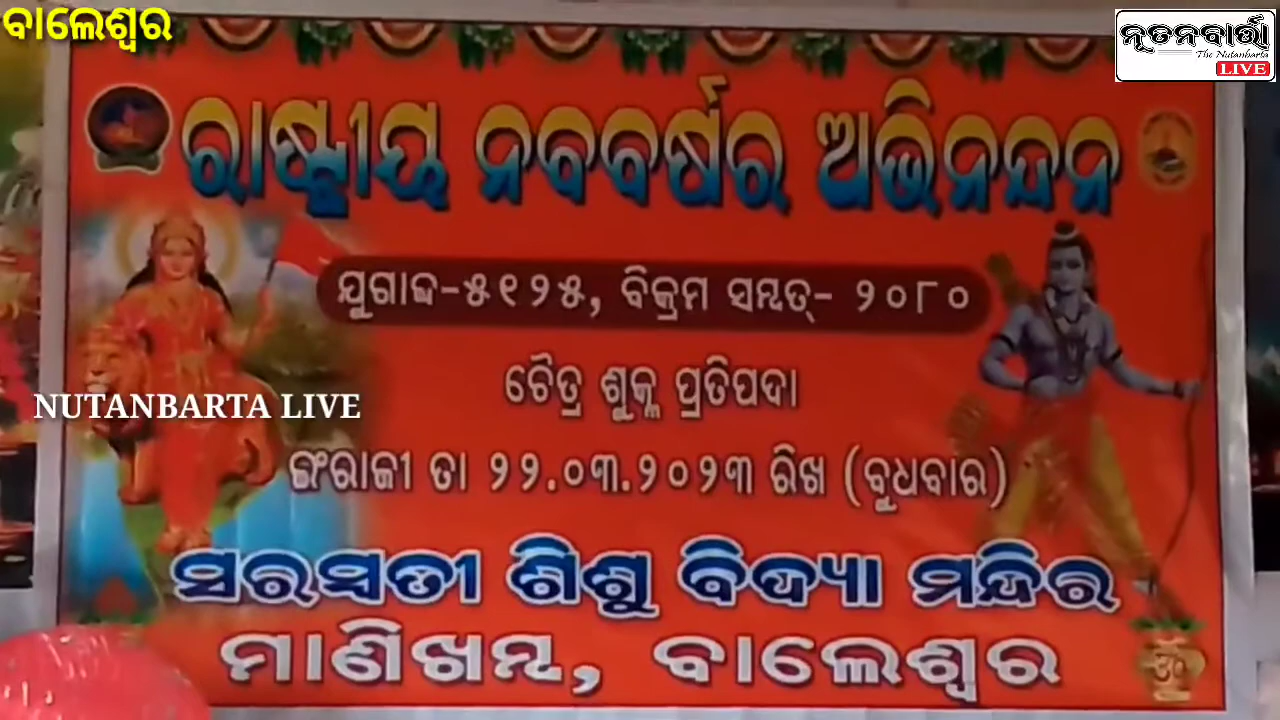 ବାଲେଶ୍ୱର
ନୂତନବାର୍ତ୍ତା
The Nutanbarta
LIVE
ରାଷ୍ଟ୍ରୀୟ ନବବର୍ଷର ଅଭିନନ୍ଦନ
ଯୁଗାବ୍ଦ-୫୧୨୫, ବିକ୍ରମ ସମ୍ବତ୍- ୨୦୮୦
ଚୈତ୍ର ଶୁକ୍ଳ ପ୍ରତିପଦା
NUTANBARTA LIVE
ଇଂରାଜୀ ତା ୨୨.୦୩.୨୦୨୩ ରିଖ (ବୁଧବାର)
ସରସ୍ୱତୀ ଶିଶୁ ବିଦ୍ୟା ମନ୍ଦିର
ମାଣିଖମ୍ଭ, ବାଲେଶ୍ୱର